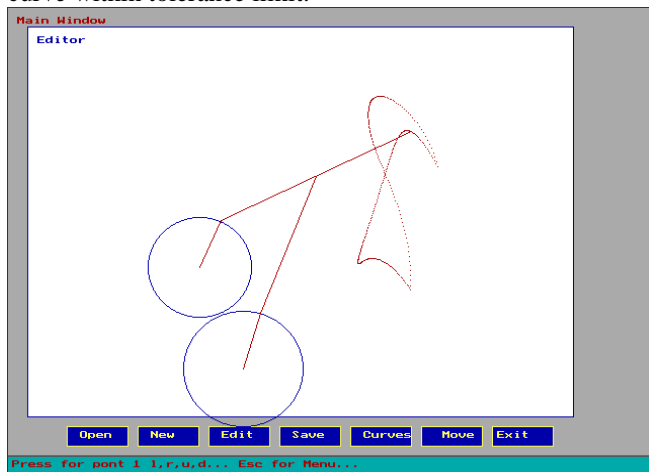 curve within tolerance limit.
Main Window
Editor
Open New Edit Save Curves Move Exit
Press for pont 1 l,r,u,d... Esc for Menu...